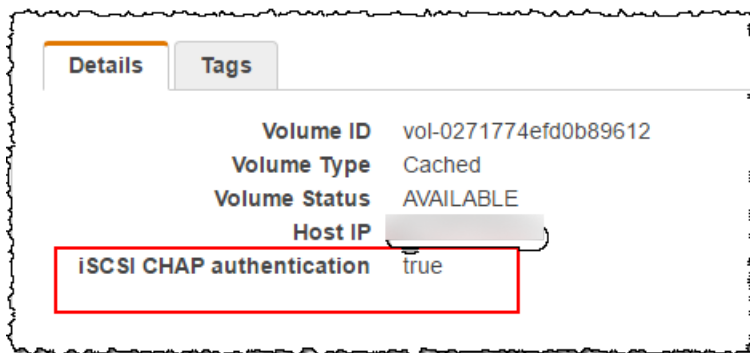 Details Tags
Volume ID vol-0271774efd0b89612
Volume Type Cached
Volume Status AVAILABLE
Host IP
iSCSI CHAP authentication true